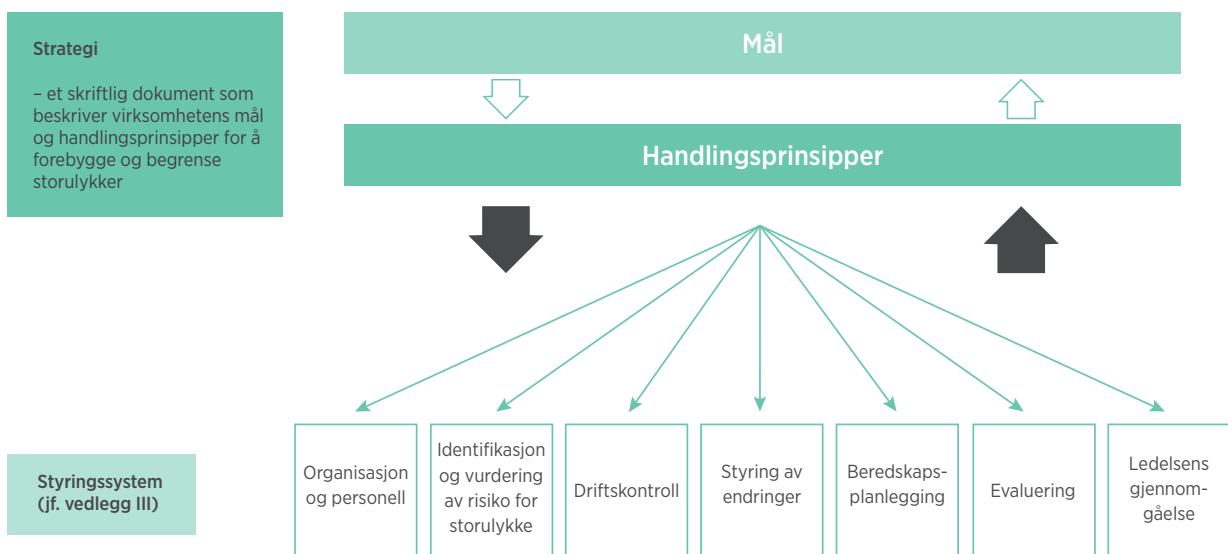 Strategi
– et skriftlig dokument som
beskriver virksomhetens mål
og handlingsprinsipper for å
forebygge og begrense
storulykker
Mål
Handlingsprinsipper
Styringssystem
(jf. vedlegg III)
Organisasjon
og personell
Identifikasjon
og vurdering
av risiko for
storulykke
Driftskontroll
Styring av
endringer
Beredskaps-
planlegging
Evaluering
Ledelsens
gjennom-
gåelse